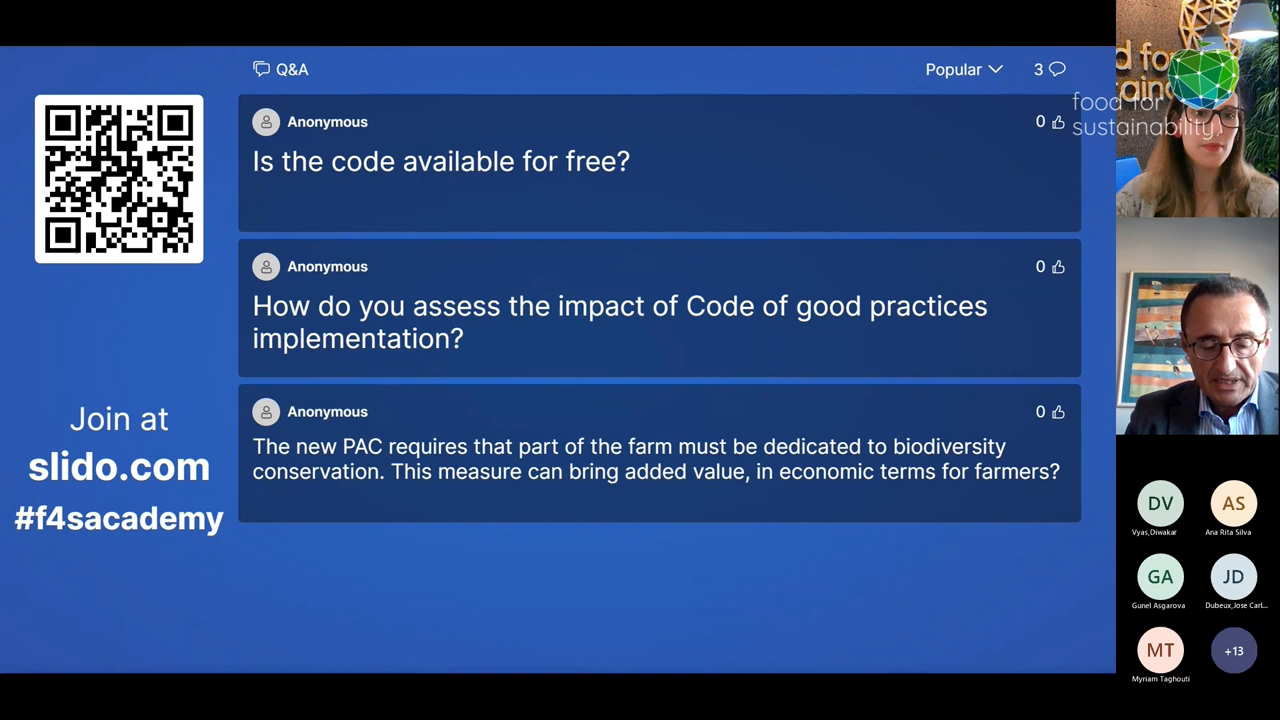 Q&A
Popular
3
Anonymous
0
Is the code available for free?
Anonymous
0
How do you assess the impact of Code of good practices
implementation?
Anonymous
0
The new PAC requires that part of the farm must be dedicated to biodiversity
conservation. This measure can bring added value, in economic terms for farmers?
Join at
slido.com
#f4sacademy
food for
sustainability
DV
Vyas,Diwakar
AS
Ana Rita Silva
GA
Gunel Asgarova
JD
Dubeux,Jose Carl...
MT
Myriam Taghouti
+13